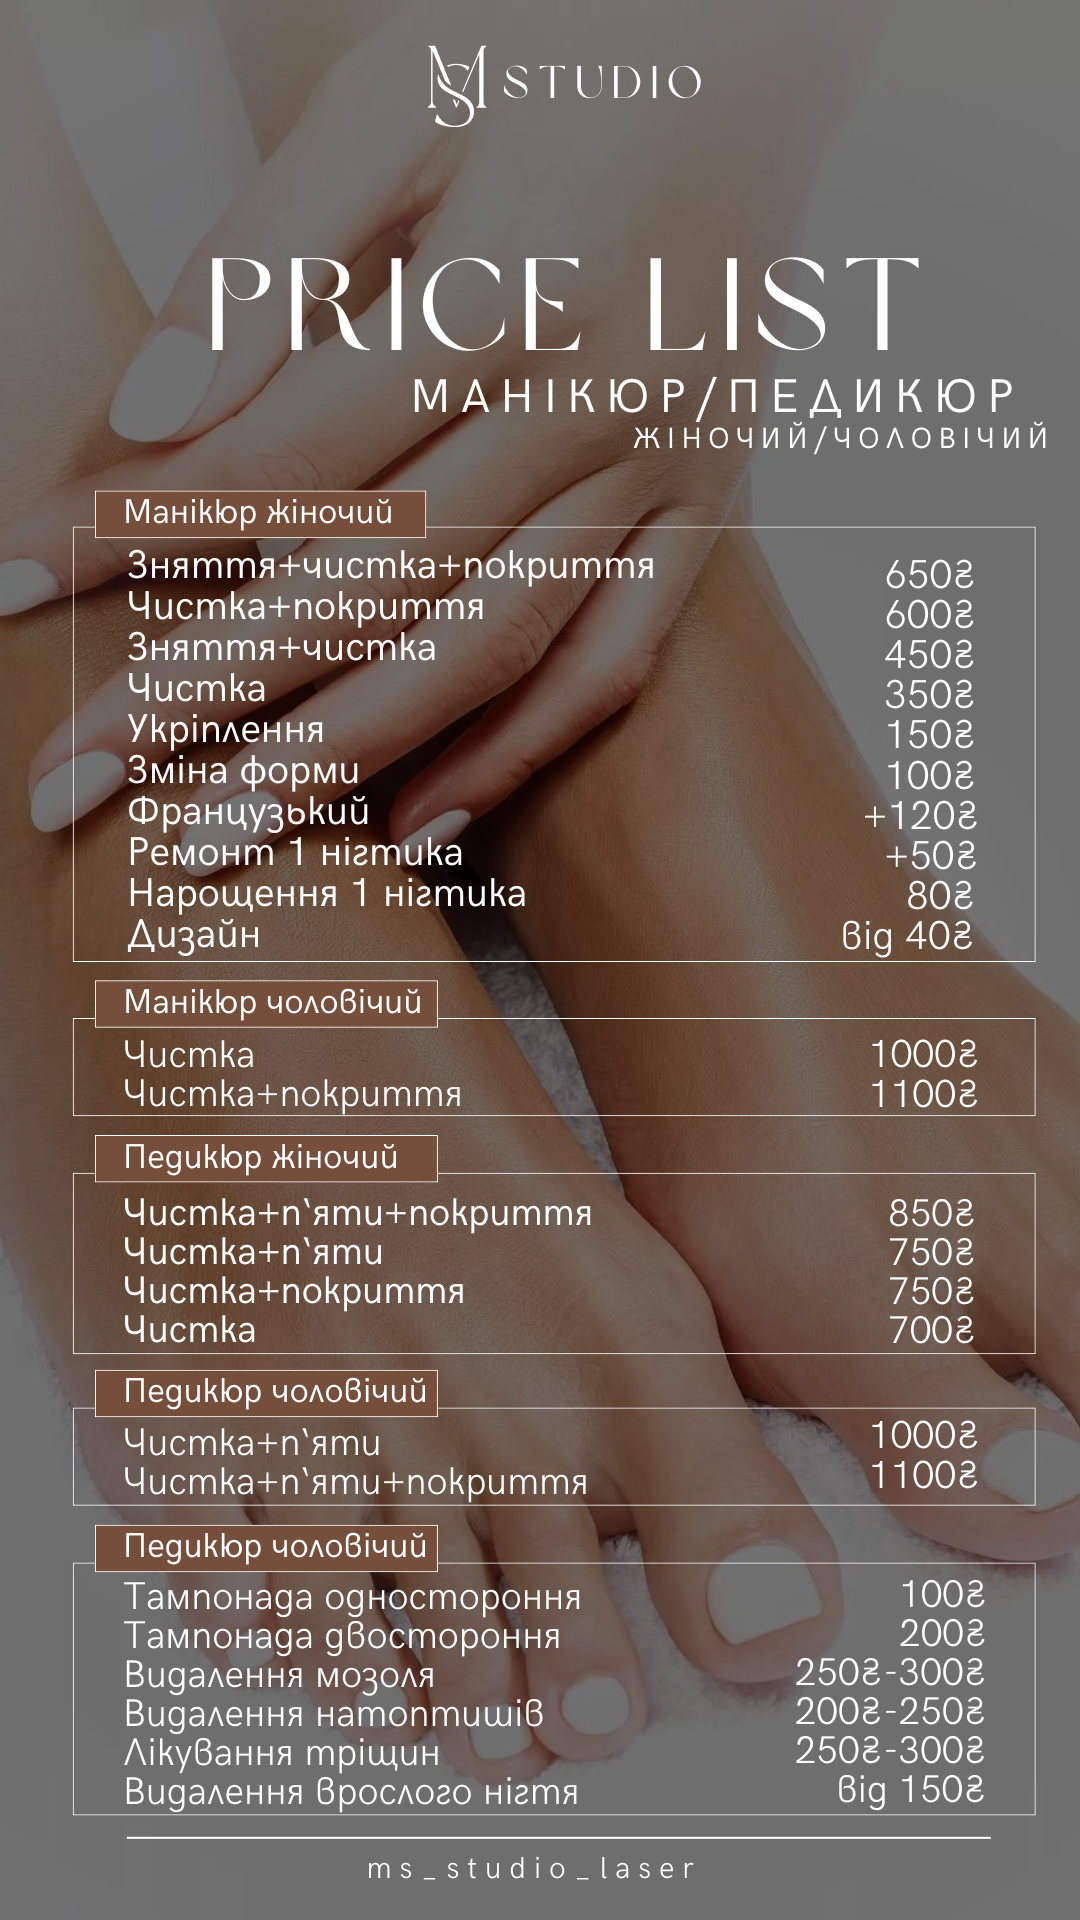 MS STUDIO
PRICE LIST
МАНІКЮР/ПЕДИКЮР
ЖІНОЧИЙ/ЧОЛОВІЧИЙ
Манікюр жіночий
Зняття+чистка+покриття 650₴
Чистка+покриття 600₴
Зняття+чистка 450₴
Чистка 350₴
Укріплення 150₴
Зміна форми 100₴
Французький +120₴
Ремонт 1 нігтика +50₴
Нарощення 1 нігтика 80₴
Дизайн від 40₴
Манікюр чоловічий
Чистка 1000₴
Чистка+покриття 1100₴
Педикюр жіночий
Чистка+п`яти+покриття 850₴
Чистка+п`яти 750₴
Чистка+покриття 750₴
Чистка 700₴
Педикюр чоловічий
Чистка+п`яти 1000₴
Чистка+п`яти+покриття 1100₴
Педикюр чоловічий
Тампонада одностороння 100₴
Тампонада двостороння 200₴
Видалення мозоля 250₴-300₴
Видалення натоптишів 200₴-250₴
Лікування тріщин 250₴-300₴
Видалення врослого нігтя від 150₴
ms_studio_laser